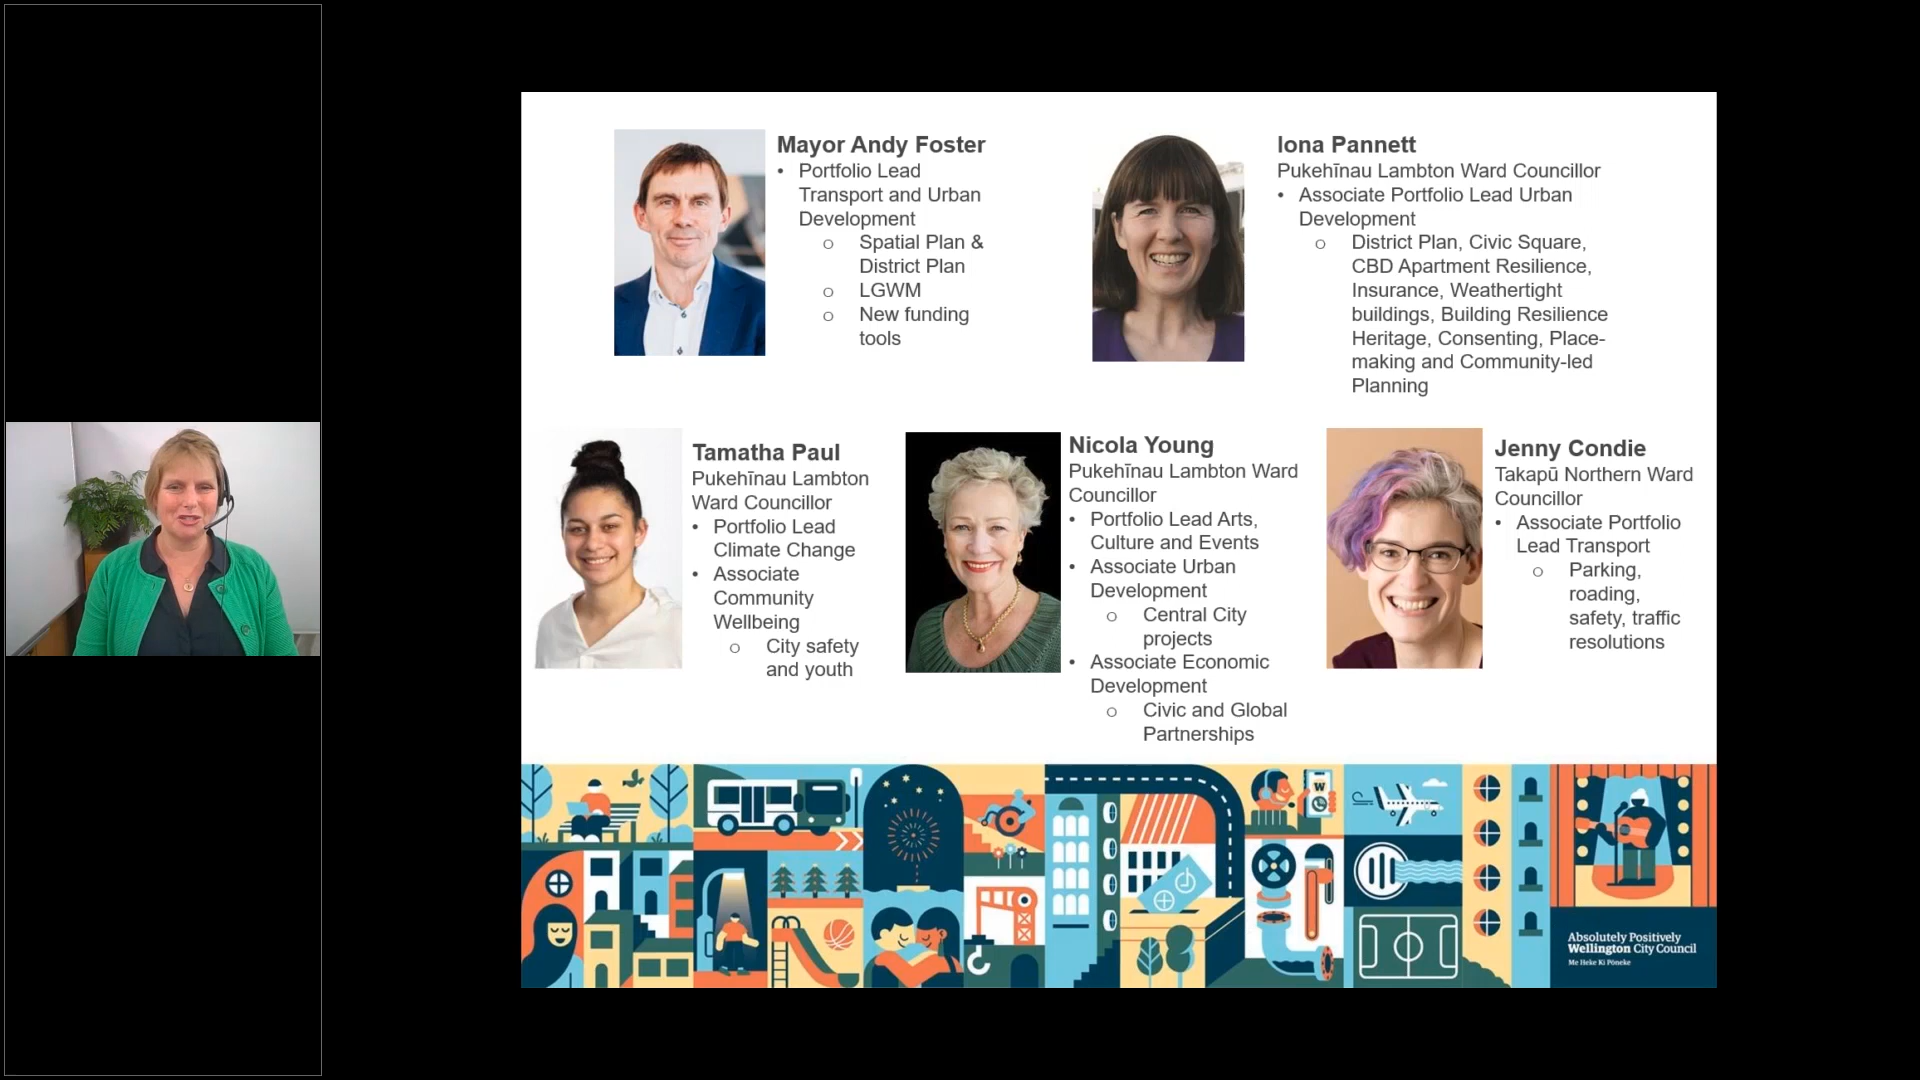 Mayor Andy Foster
• Portfolio Lead
Transport and Urban
Development
o Spatial Plan &
District Plan
o LGWM
o New funding
tools
Iona Pannett
Pukehīnau Lambton Ward Councillor
• Associate Portfolio Lead Urban
Development
o District Plan, Civic Square,
CBD Apartment Resilience,
Insurance, Weathertight
buildings, Building Resilience
Heritage, Consenting, Place-
making and Community-led
Planning
Tamatha Paul
Pukehīnau Lambton
Ward Councillor
• Portfolio Lead
Climate Change
• Associate
Community
Wellbeing
o City safety
and youth
Nicola Young
Pukehīnau Lambton Ward
Councillor
• Portfolio Lead Arts,
Culture and Events
• Associate Urban
Development
o Central City
projects
• Associate Economic
Development
o Civic and Global
Partnerships
Jenny Condie
Takapū Northern Ward
Councillor
• Associate Portfolio
Lead Transport
o Parking,
roading,
safety, traffic
resolutions
W
Absolutely Positively
Wellington City Council
Me Heke Ki Pōneke